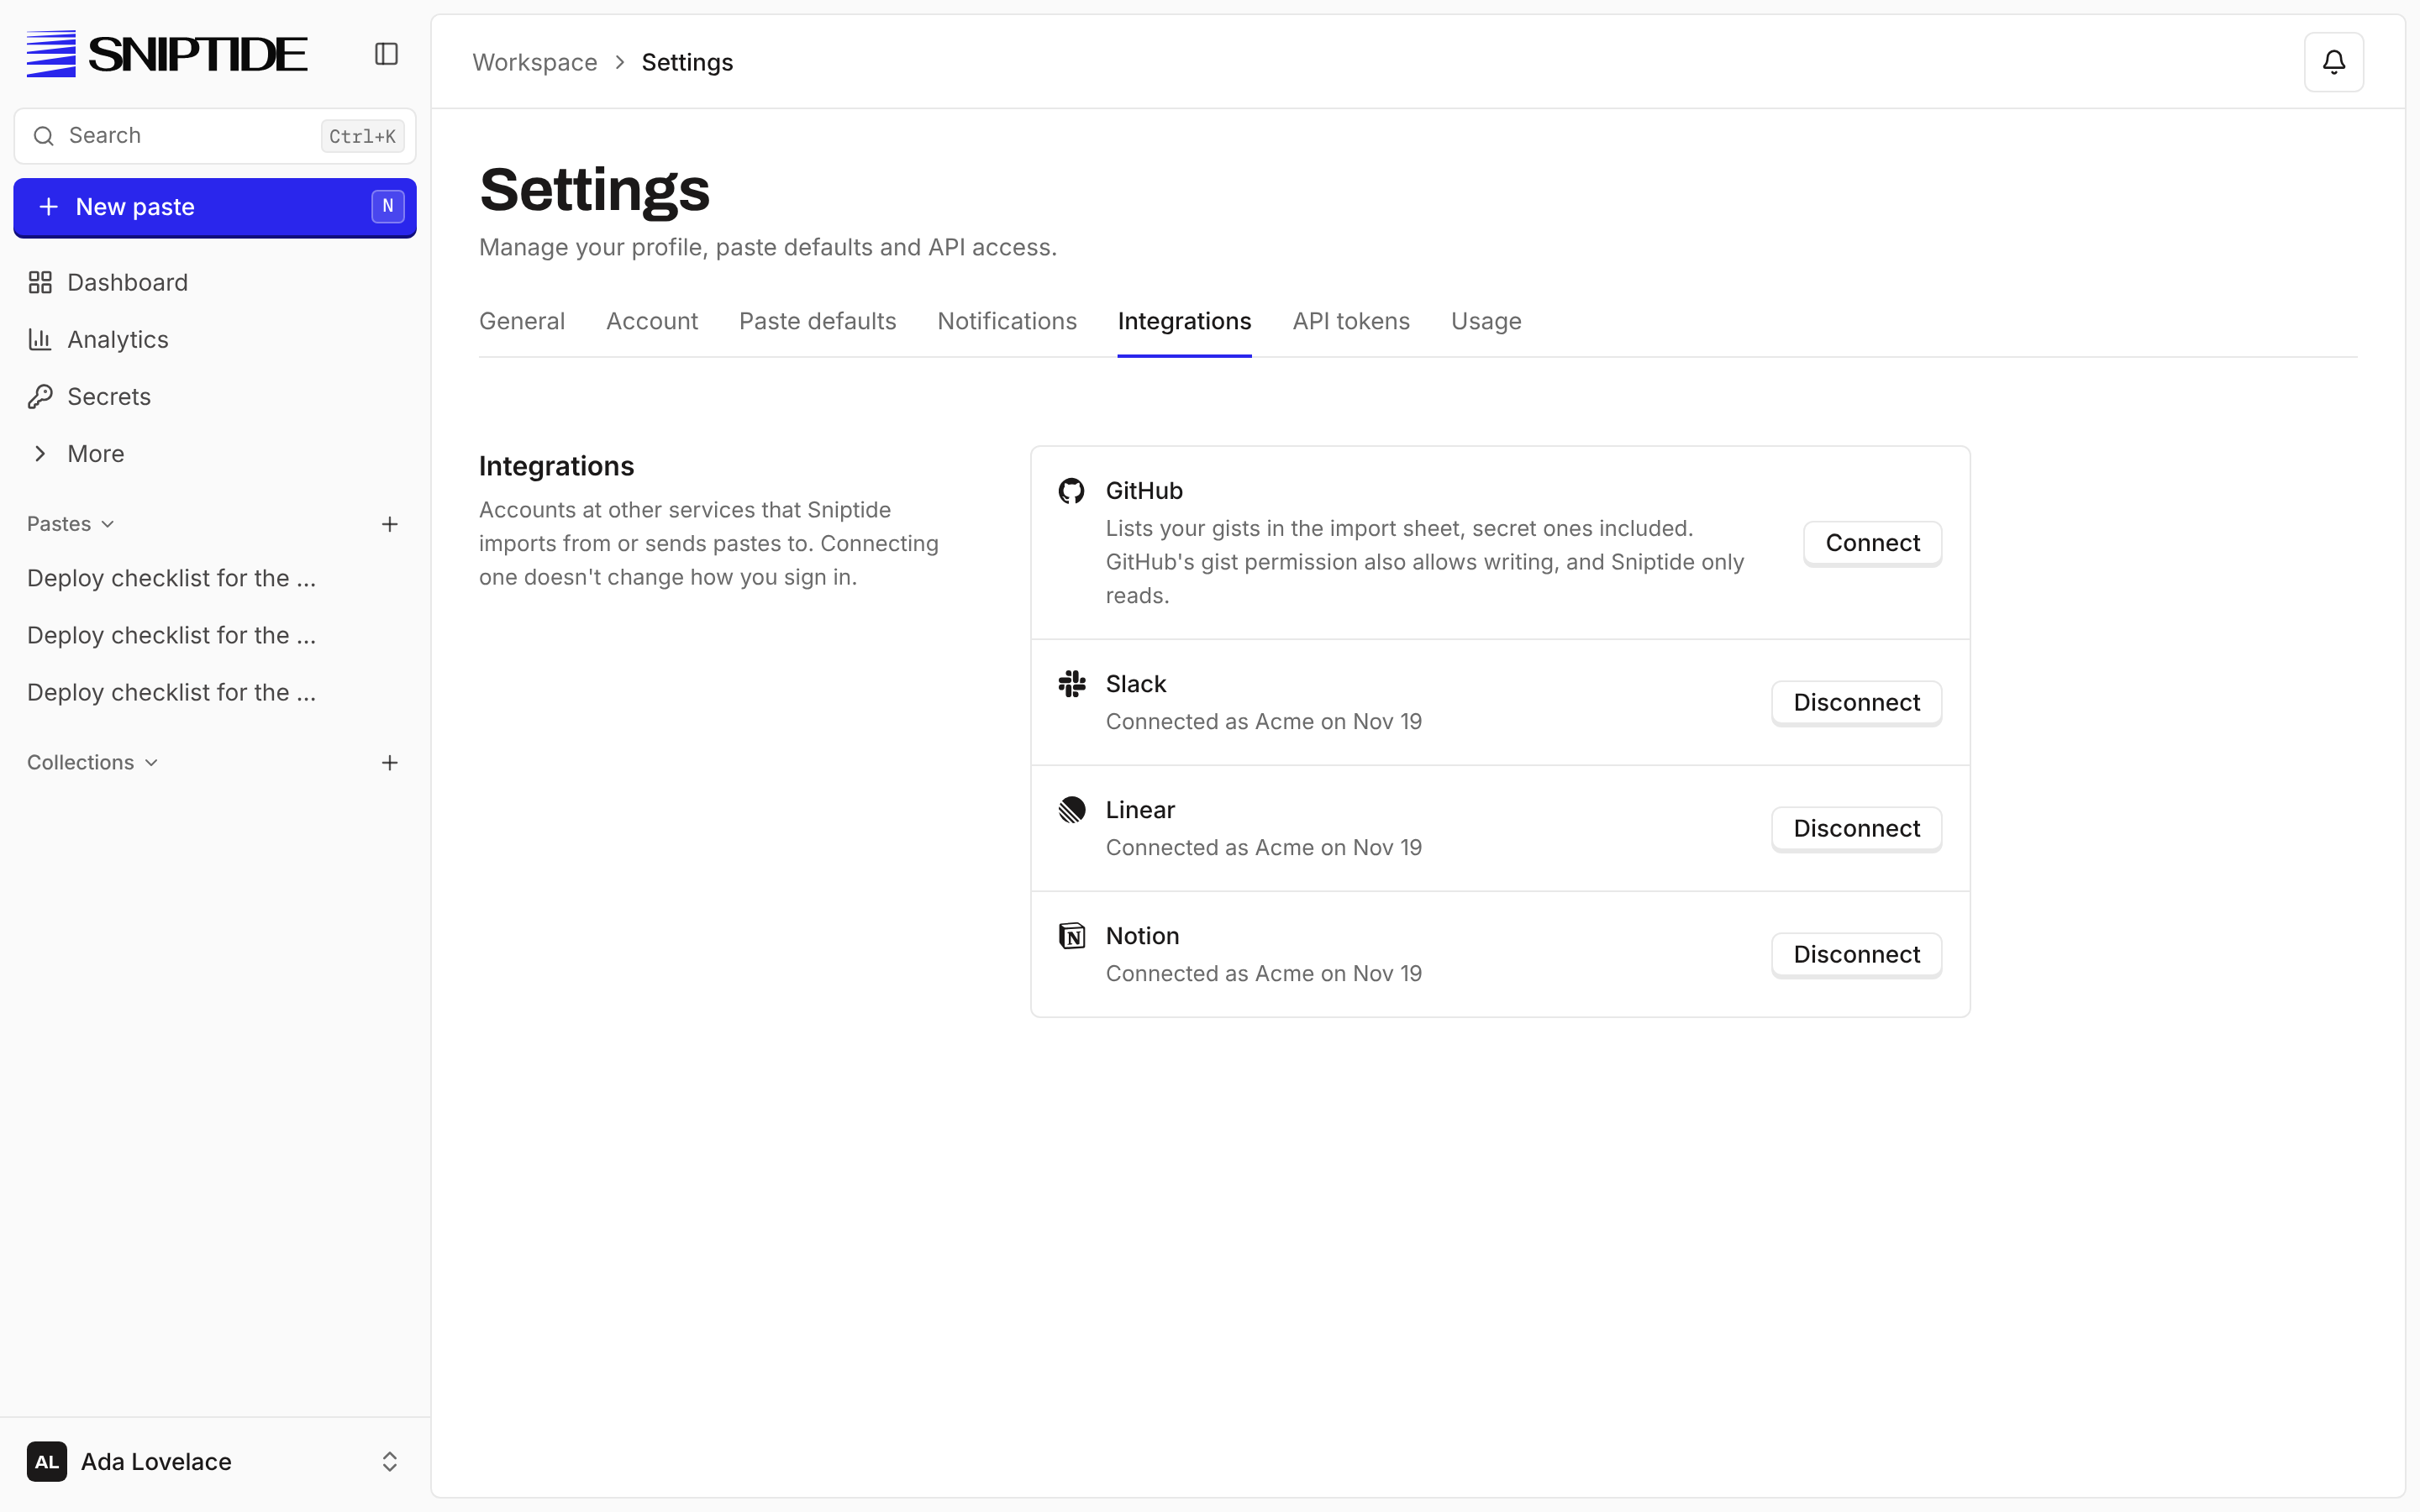 SNIPTIDE
Search
Ctrl+K
New paste
N
Dashboard
Analytics
Secrets
More
Pastes
Deploy checklist for the ...
Deploy checklist for the ...
Deploy checklist for the ...
Collections
AL
Ada Lovelace
Workspace
Settings
Settings
Manage your profile, paste defaults and API access.
General
Account
Paste defaults
Notifications
Integrations
API tokens
Usage
Integrations
Accounts at other services that Sniptide
imports from or sends pastes to. Connecting
one doesn't change how you sign in.
GitHub
Lists your gists in the import sheet, secret ones included.
GitHub's gist permission also allows writing, and Sniptide only
reads.
Connect
Slack
Connected as Acme on Nov 19
Disconnect
Linear
Connected as Acme on Nov 19
Disconnect
Notion
Connected as Acme on Nov 19
Disconnect